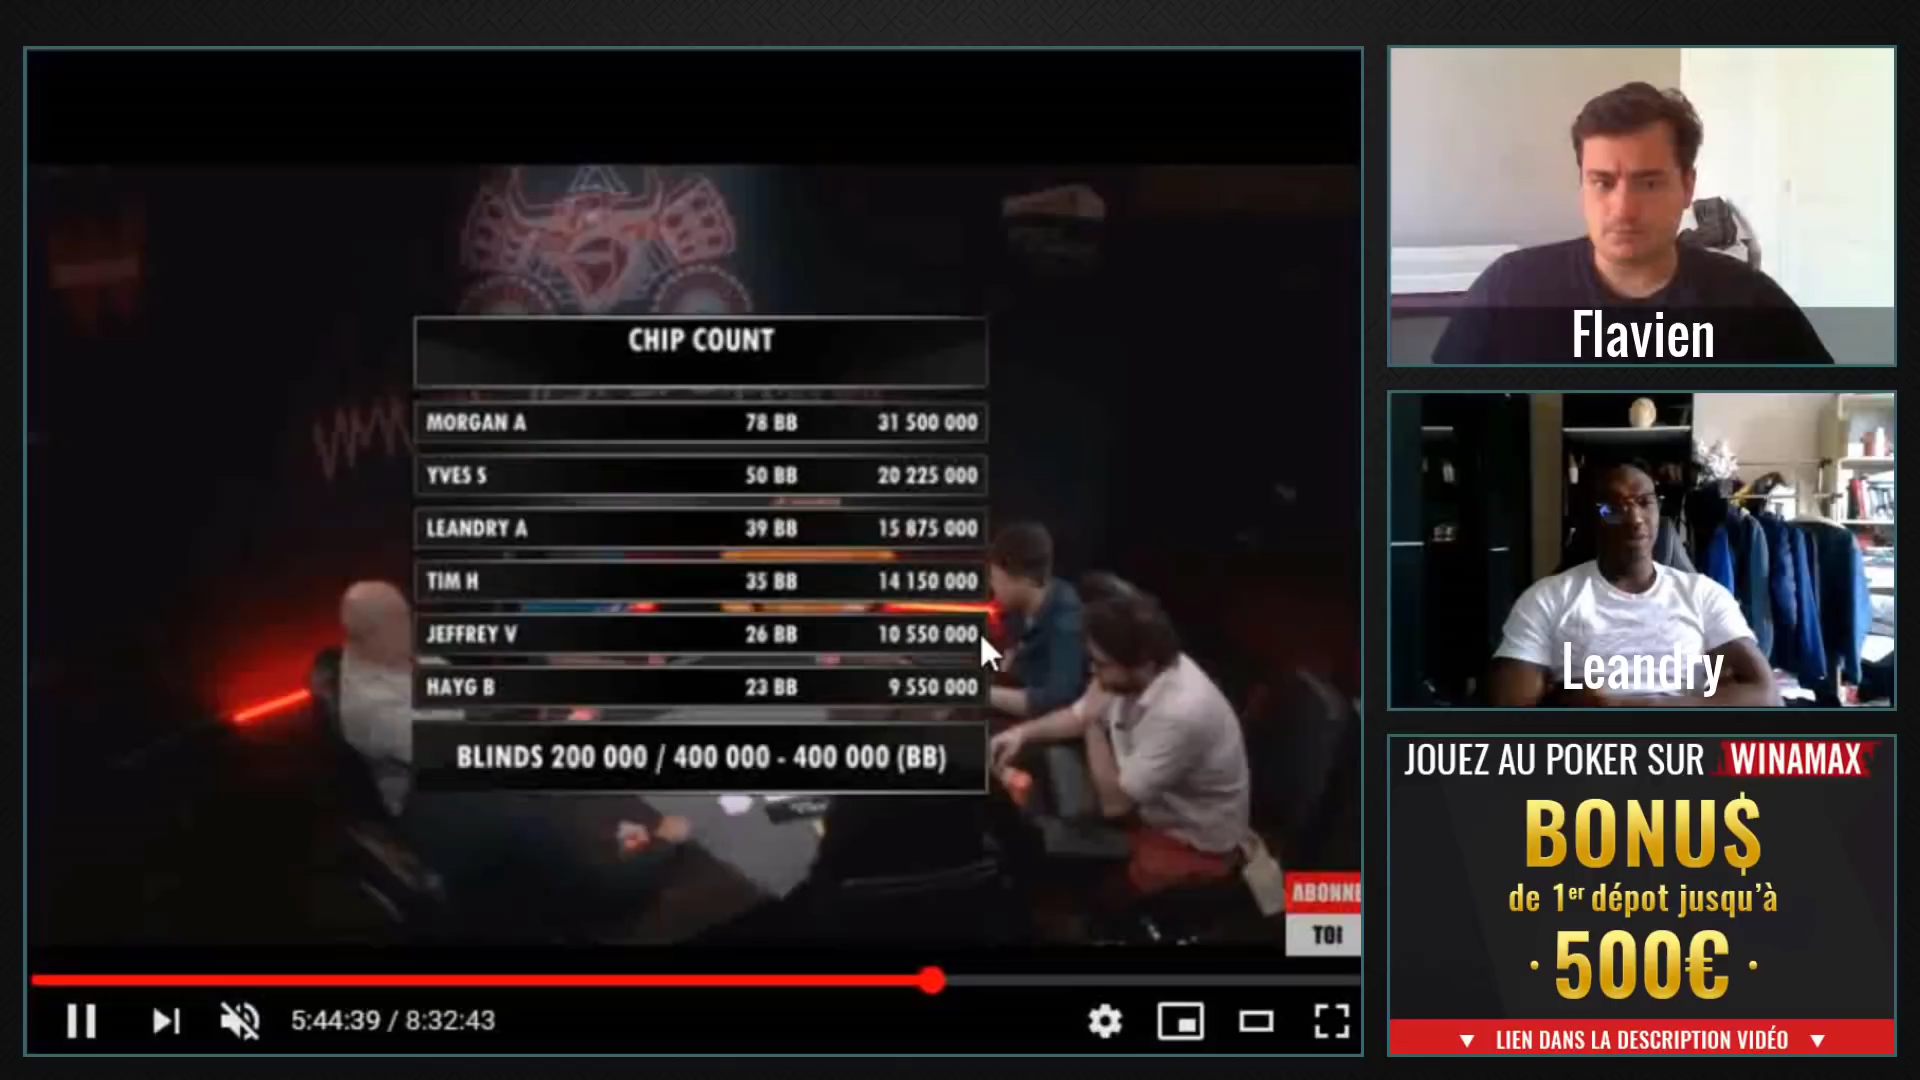 CHIP COUNT
MORGAN A 78 BB 31 500 000
YVES S 50 BB 20 225 000
LEANDRY A 39 BB 15 875 000
TIM H 35 BB 14 150 000
JEFFREY V 26 BB 10 550 000
HAYG B 23 BB 9 550 000
BLINDS 200 000 / 400 000 - 400 000 (BB)
ABONNE
TOI
5:44:39 / 8:32:43
Flavien
Leandry
JOUEZ AU POKER SUR WINAMAX
BONU$
de 1er dépôt jusqu'à
· 500€ ·
▼ LIEN DANS LA DESCRIPTION VIDÉO ▼